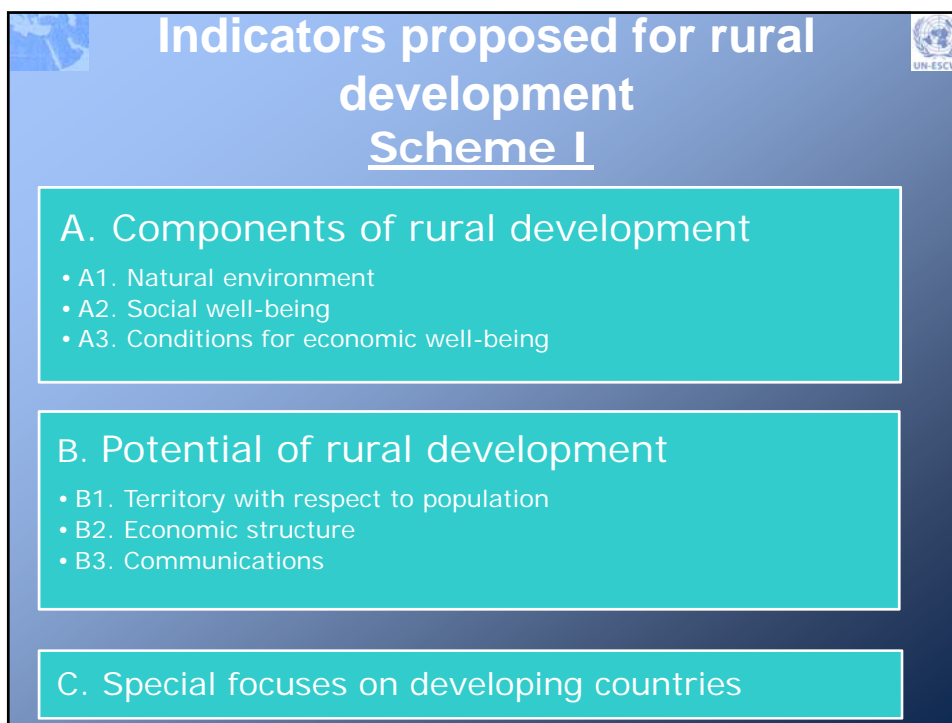 Indicators proposed for rural
development
Scheme I
UN-ESCW
A. Components of rural development
• A1. Natural environment
• A2. Social well-being
• A3. Conditions for economic well-being
B. Potential of rural development
• B1. Territory with respect to population
• B2. Economic structure
• B3. Communications
C. Special focuses on developing countries